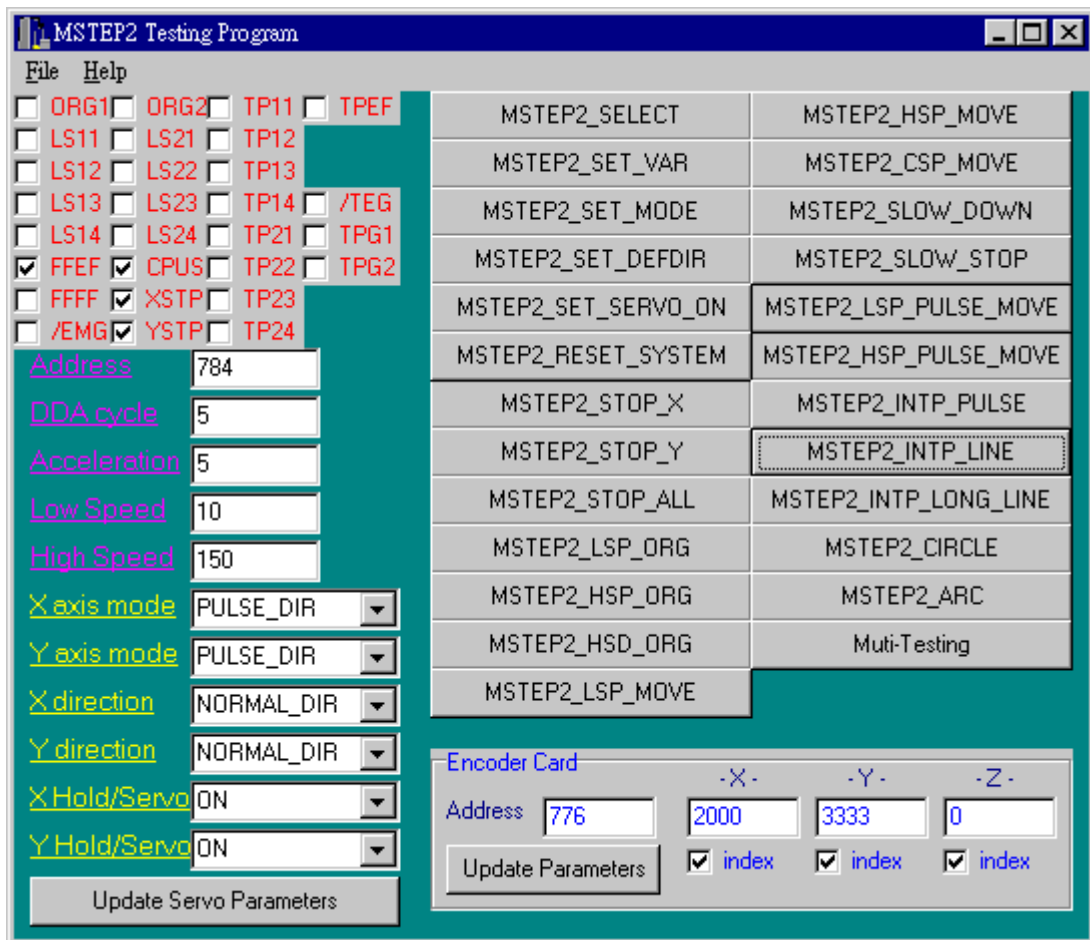 MSTEP2 Testing Program
File Help
ORG1 ORG2 TP11 TPEF
LS11 LS21 TP12
LS12 LS22 TP13
LS13 LS23 TP14 /TEG
LS14 LS24 TP21 TPG1
FFEF CPUS TP22 TPG2
FFFF XSTP TP23
/EMG YSTP TP24
Address 784
DDA cycle 5
Acceleration 5
Low Speed 10
High Speed 150
X axis mode PULSE_DIR
Y axis mode PULSE_DIR
X direction NORMAL_DIR
Y direction NORMAL_DIR
X Hold/Servo ON
Y Hold/Servo ON
Update Servo Parameters
MSTEP2_SELECT MSTEP2_HSP_MOVE
MSTEP2_SET_VAR MSTEP2_CSP_MOVE
MSTEP2_SET_MODE MSTEP2_SLOW_DOWN
MSTEP2_SET_DEFDIR MSTEP2_SLOW_STOP
MSTEP2_SET_SERVO_ON MSTEP2_LSP_PULSE_MOVE
MSTEP2_RESET_SYSTEM MSTEP2_HSP_PULSE_MOVE
MSTEP2_STOP_X MSTEP2_INTP_PULSE
MSTEP2_STOP_Y MSTEP2_INTP_LINE
MSTEP2_STOP_ALL MSTEP2_INTP_LONG_LINE
MSTEP2_LSP_ORG MSTEP2_CIRCLE
MSTEP2_HSP_ORG MSTEP2_ARC
MSTEP2_HSD_ORG Muti-Testing
MSTEP2_LSP_MOVE
Encoder Card
- X - - Y - - Z -
Address 776 2000 3333 0
Update Parameters index index index